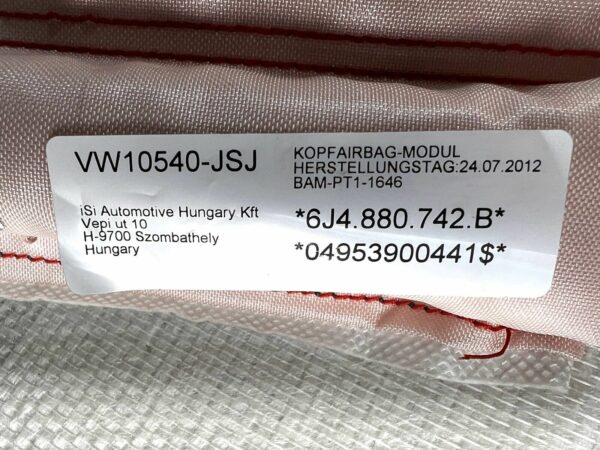 VW10540-JSJ
iSi Automotive Hungary Kft
Vepi ut 10
H-9700 Szombathely
Hungary
KOPFAIRBAG-MODUL
HERSTELLUNGSTAG:24.07.2012
BAM-PT1-1646
*6J4.880.742.B*
*04953900441$*